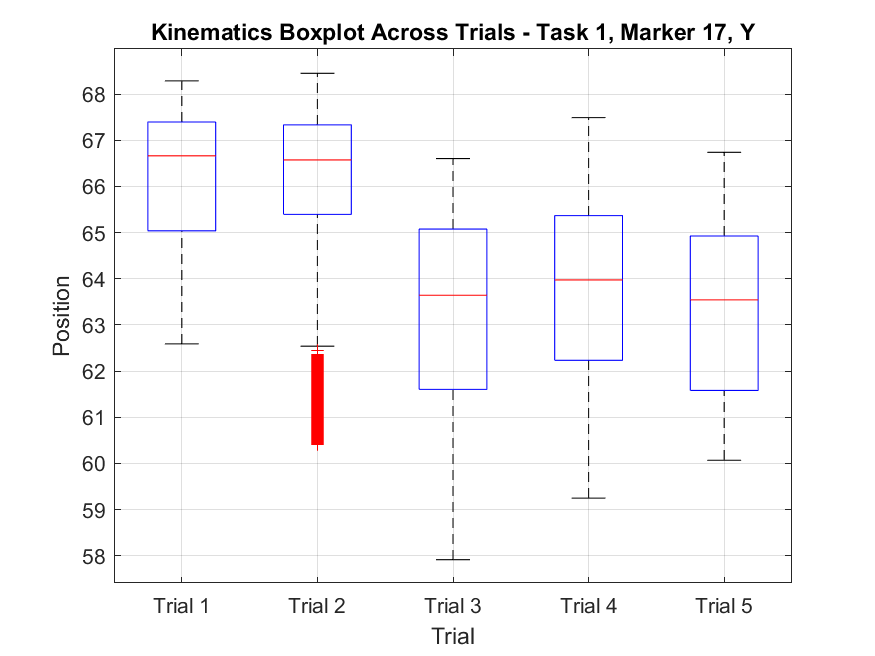 Kinematics Boxplot Across Trials - Task 1, Marker 17, Y
68
67
66
65
64
63
62
61
60
59
58
Position
Trial 1 Trial 2 Trial 3 Trial 4 Trial 5
Trial